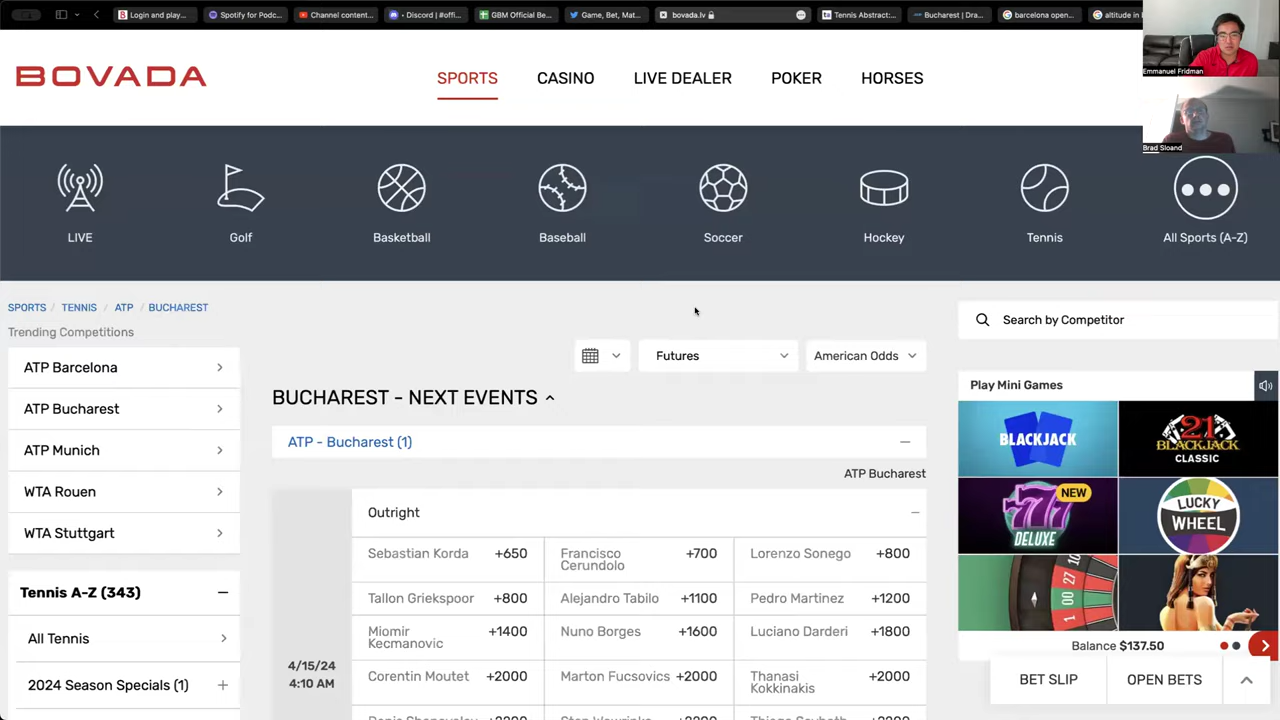 Login and play...
Spotify for Podc...
Channel content...
• Discord | #offi...
GBM Official Be...
Game, Bet, Mat...
bovada.lv
Tennis Abstract:...
Bucharest | Dra...
barcelona open...
altitude in b
BOVADA
SPORTS
CASINO
LIVE DEALER
POKER
HORSES
Emmanuel Fridman
Brad Sloand
LIVE
Golf
Basketball
Baseball
Soccer
Hockey
Tennis
All Sports (A-Z)
SPORTS / TENNIS / ATP / BUCHAREST
Trending Competitions
ATP Barcelona
ATP Bucharest
ATP Munich
WTA Rouen
WTA Stuttgart
Tennis A-Z (343)
All Tennis
2024 Season Specials (1)
Futures
American Odds
BUCHAREST - NEXT EVENTS
ATP - Bucharest (1)
ATP Bucharest
Outright
4/15/24
4:10 AM
Sebastian Korda +650
Francisco Cerundolo +700
Lorenzo Sonego +800
Tallon Griekspoor +800
Alejandro Tabilo +1100
Pedro Martinez +1200
Miomir Kecmanovic +1400
Nuno Borges +1600
Luciano Darderi +1800
Corentin Moutet +2000
Marton Fucsovics +2000
Thanasi Kokkinakis +2000
Search by Competitor
Play Mini Games
BLACKJACK
21
BLACKJACK
CLASSIC
NEW
777
DELUXE
LUCKY
WHEEL
Balance $137.50
BET SLIP
OPEN BETS